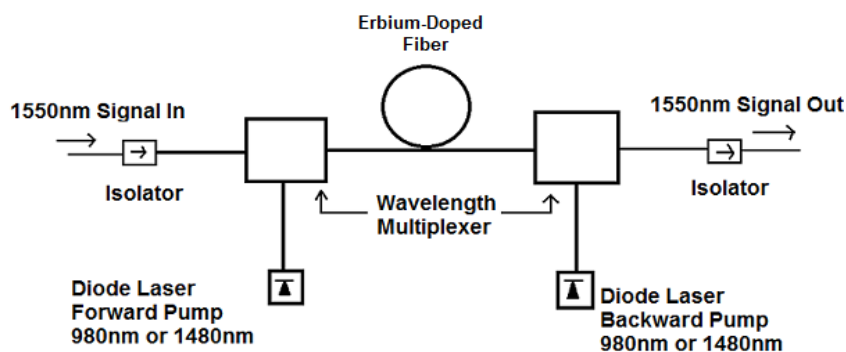 Erbium-Doped
Fiber
1550nm Signal In
1550nm Signal Out
Isolator
Wavelength
Multiplexer
Isolator
Diode Laser
Forward Pump
980nm or 1480nm
Diode Laser
Backward Pump
980nm or 1480nm